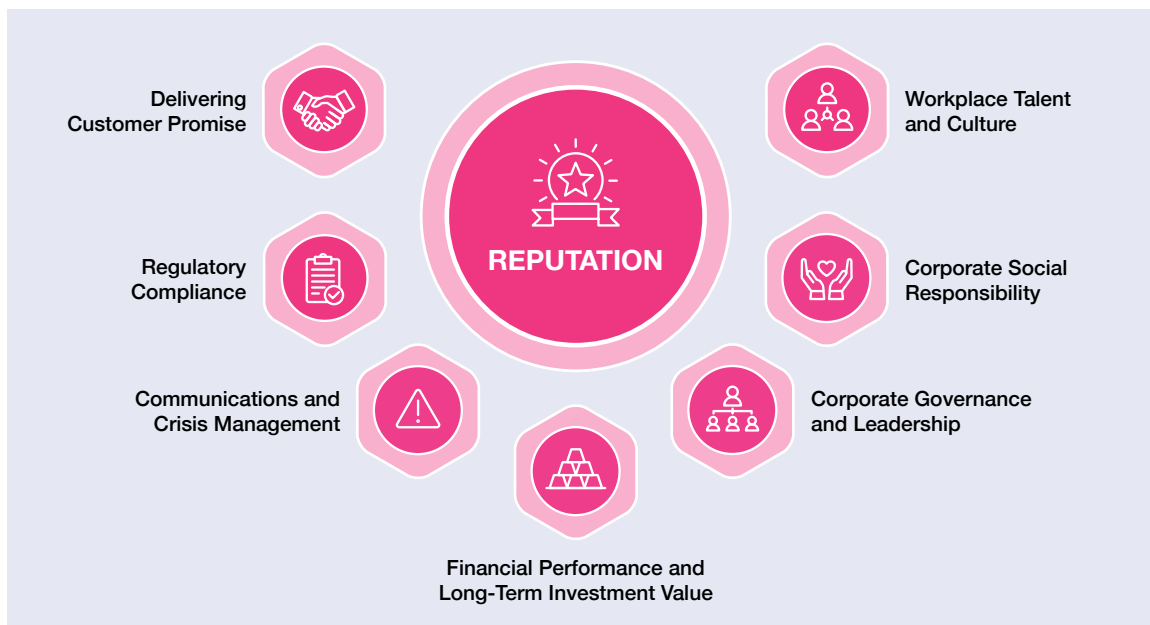 Delivering
Customer Promise
Workplace Talent
and Culture
REPUTATION
Regulatory
Compliance
Corporate Social
Responsibility
Communications and
Crisis Management
Corporate Governance
and Leadership
Financial Performance and
Long-Term Investment Value